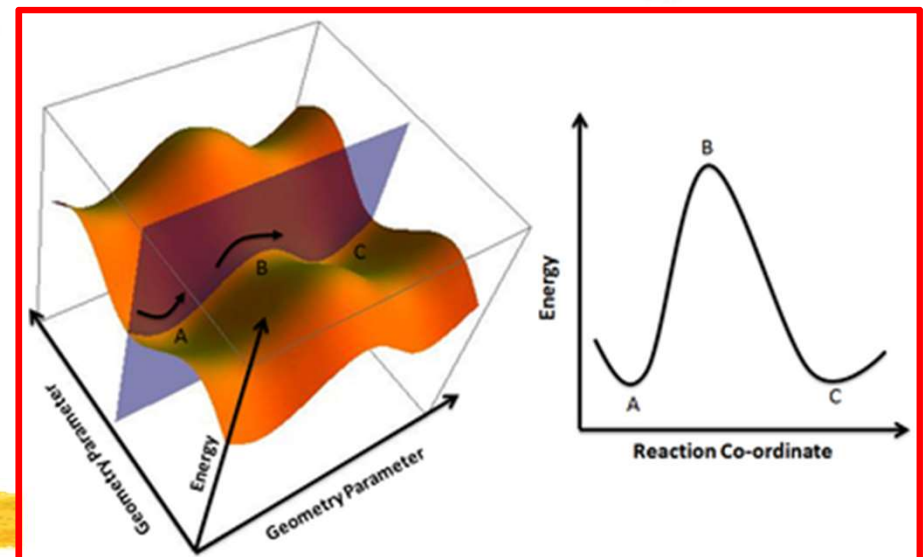 A
B
C
Geometry Parameter
Energy
Geometry Parameter
Energy
B
A
C
Reaction Co-ordinate